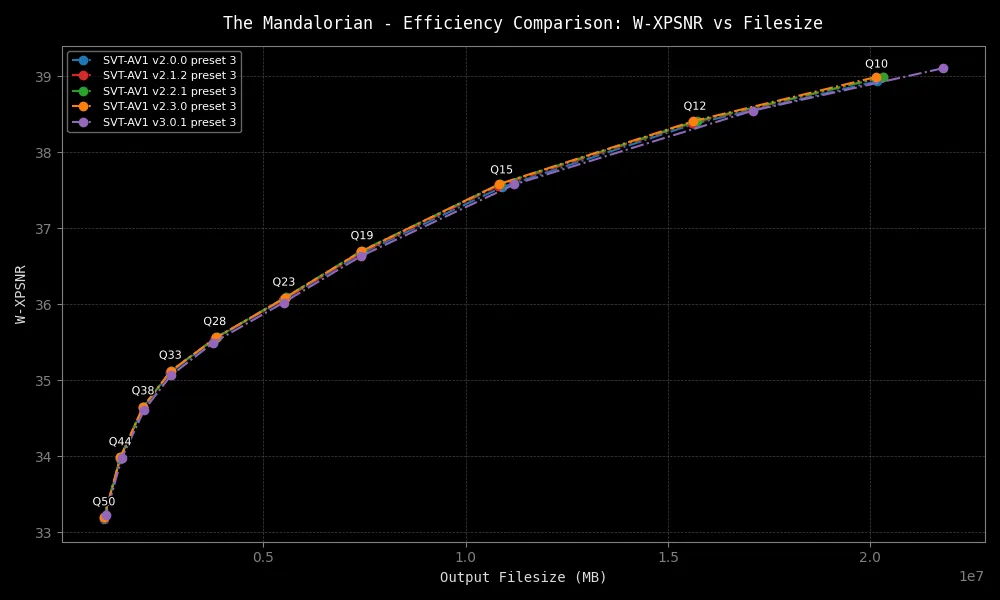 The Mandalorian - Efficiency Comparison: W-XPSNR vs Filesize
SVT-AV1 v2.0.0 preset 3
SVT-AV1 v2.1.2 preset 3
SVT-AV1 v2.2.1 preset 3
SVT-AV1 v2.3.0 preset 3
SVT-AV1 v3.0.1 preset 3
Q10
Q12
Q15
Q19
Q23
Q28
Q33
Q38
Q44
Q50
39
38
37
36
35
34
33
W-XPSNR
0.5
1.0
1.5
2.0
1e7
Output Filesize (MB)